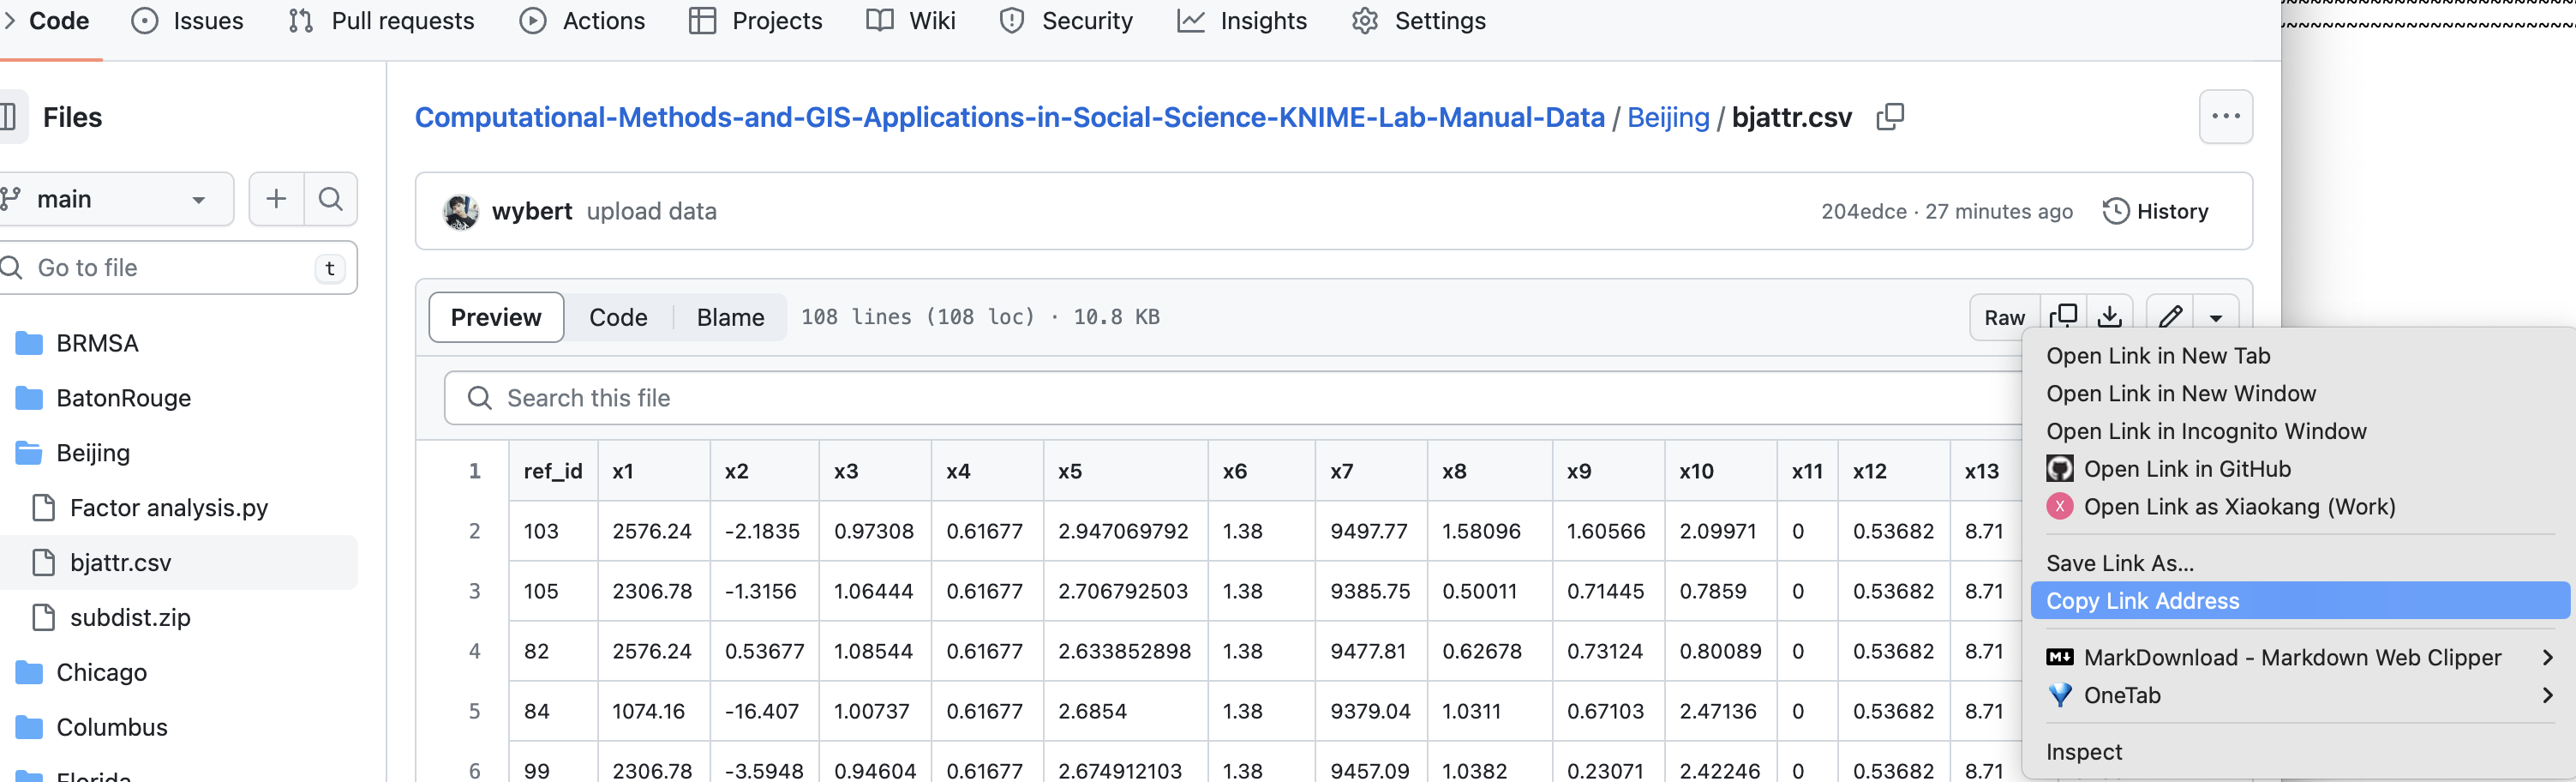 Code Issues Pull requests Actions Projects Wiki Security Insights Settings
~~~~~~~~~~~~~~~~~~~~~~~~~
Files
Computational-Methods-and-GIS-Applications-in-Social-Science-KNIME-Lab-Manual-Data / Beijing / bjattr.csv
main
wybert upload data 204edce · 27 minutes ago History
Go to file t
Preview Code Blame 108 lines (108 loc) · 10.8 KB Raw
BRMSA
BatonRouge
Beijing
Factor analysis.py
bjattr.csv
subdist.zip
Chicago
Columbus
Florida
Search this file
1 ref_id x1 x2 x3 x4 x5 x6 x7 x8 x9 x10 x11 x12 x13
2 103 2576.24 -2.1835 0.97308 0.61677 2.947069792 1.38 9497.77 1.58096 1.60566 2.09971 0 0.53682 8.71
3 105 2306.78 -1.3156 1.06444 0.61677 2.706792503 1.38 9385.75 0.50011 0.71445 0.7859 0 0.53682 8.71
4 82 2576.24 0.53677 1.08544 0.61677 2.633852898 1.38 9477.81 0.62678 0.73124 0.80089 0 0.53682 8.71
5 84 1074.16 -16.407 1.00737 0.61677 2.6854 1.38 9379.04 1.0311 0.67103 2.47136 0 0.53682 8.71
6 99 2306.78 -3.5948 0.94604 0.61677 2.674912103 1.38 9457.09 1.0382 0.23071 2.42246 0 0.53682 8.71
Open Link in New Tab
Open Link in New Window
Open Link in Incognito Window
Open Link in GitHub
X Open Link as Xiaokang (Work)
Save Link As...
Copy Link Address
M MarkDownload - Markdown Web Clipper
OneTab
Inspect